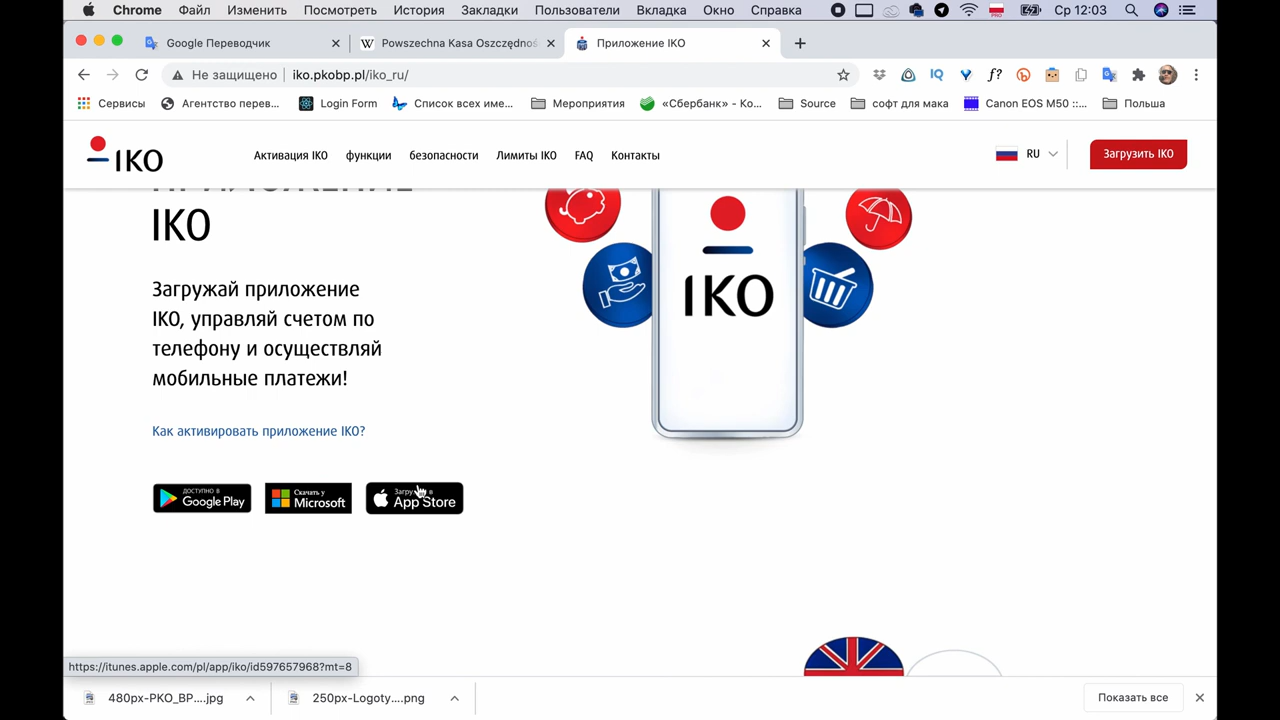 Chrome Файл Изменить Посмотреть История Закладки Пользователи Вкладка Окно Справка PRO Ср 12:03
Google Переводчик
Powszechna Kasa Oszczędnoś
Приложение IKO
Не защищено iko.pkobp.pl/iko_ru/
Сервисы Агентство перев... Login Form Список всех име... Мероприятия «Сбербанк» - Ко... Source софт для мака Canon EOS M50 ::... Польша
IKO Активация IKO функции безопасности Лимиты IKO FAQ Контакты RU Загрузить IKO
ПРИЛОЖЕНИЕ
IKO
Загружай приложение
IKO, управляй счетом по
телефону и осуществляй
мобильные платежи!
IKO
Как активировать приложение IKO?
ДОСТУПНО В
Google Play
Скачать у
Microsoft
App Store
https://itunes.apple.com/pl/app/iko/id597657968?mt=8
480px-PKO_BP....jpg 250px-Logoty....png Показать все